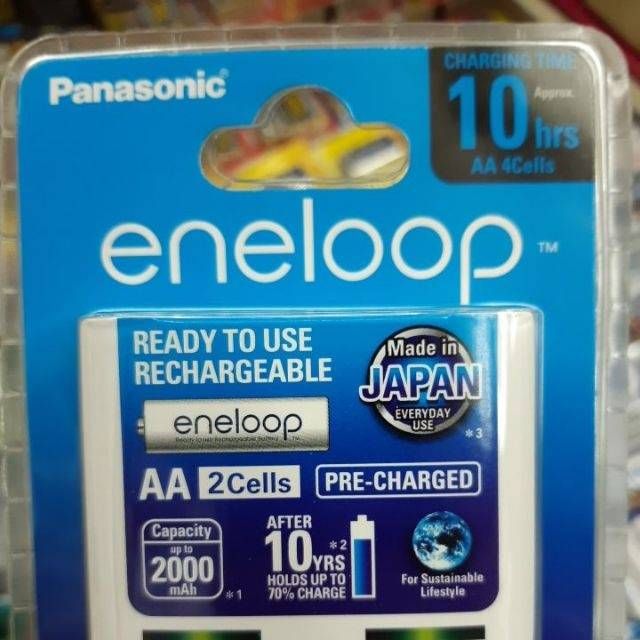 Panasonic
CHARGING TIME
Approx.
10 hrs
AA 4Cells
eneloop™
READY TO USE
RECHARGEABLE
Made in
JAPAN
EVERYDAY
USE
*3
eneloop
AA 2Cells PRE-CHARGED
Capacity
up to
2000
mAh
*1
AFTER
10 YRS *2
HOLDS UP TO
70% CHARGE
For Sustainable
Lifestyle